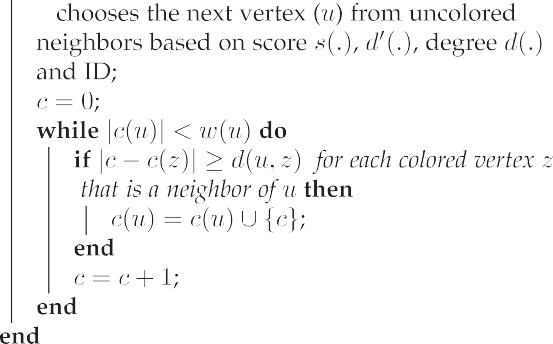 chooses the next vertex (u) from uncolored
neighbors based on score s(.), d′(.), degree d(.)
and ID;
c = 0;
while |c(u)| < w(u) do
if |c − c(z)| ≥ d(u, z) for each colored vertex z
that is a neighbor of u then
c(u) = c(u) ∪ {c};
end
c = c + 1;
end
end